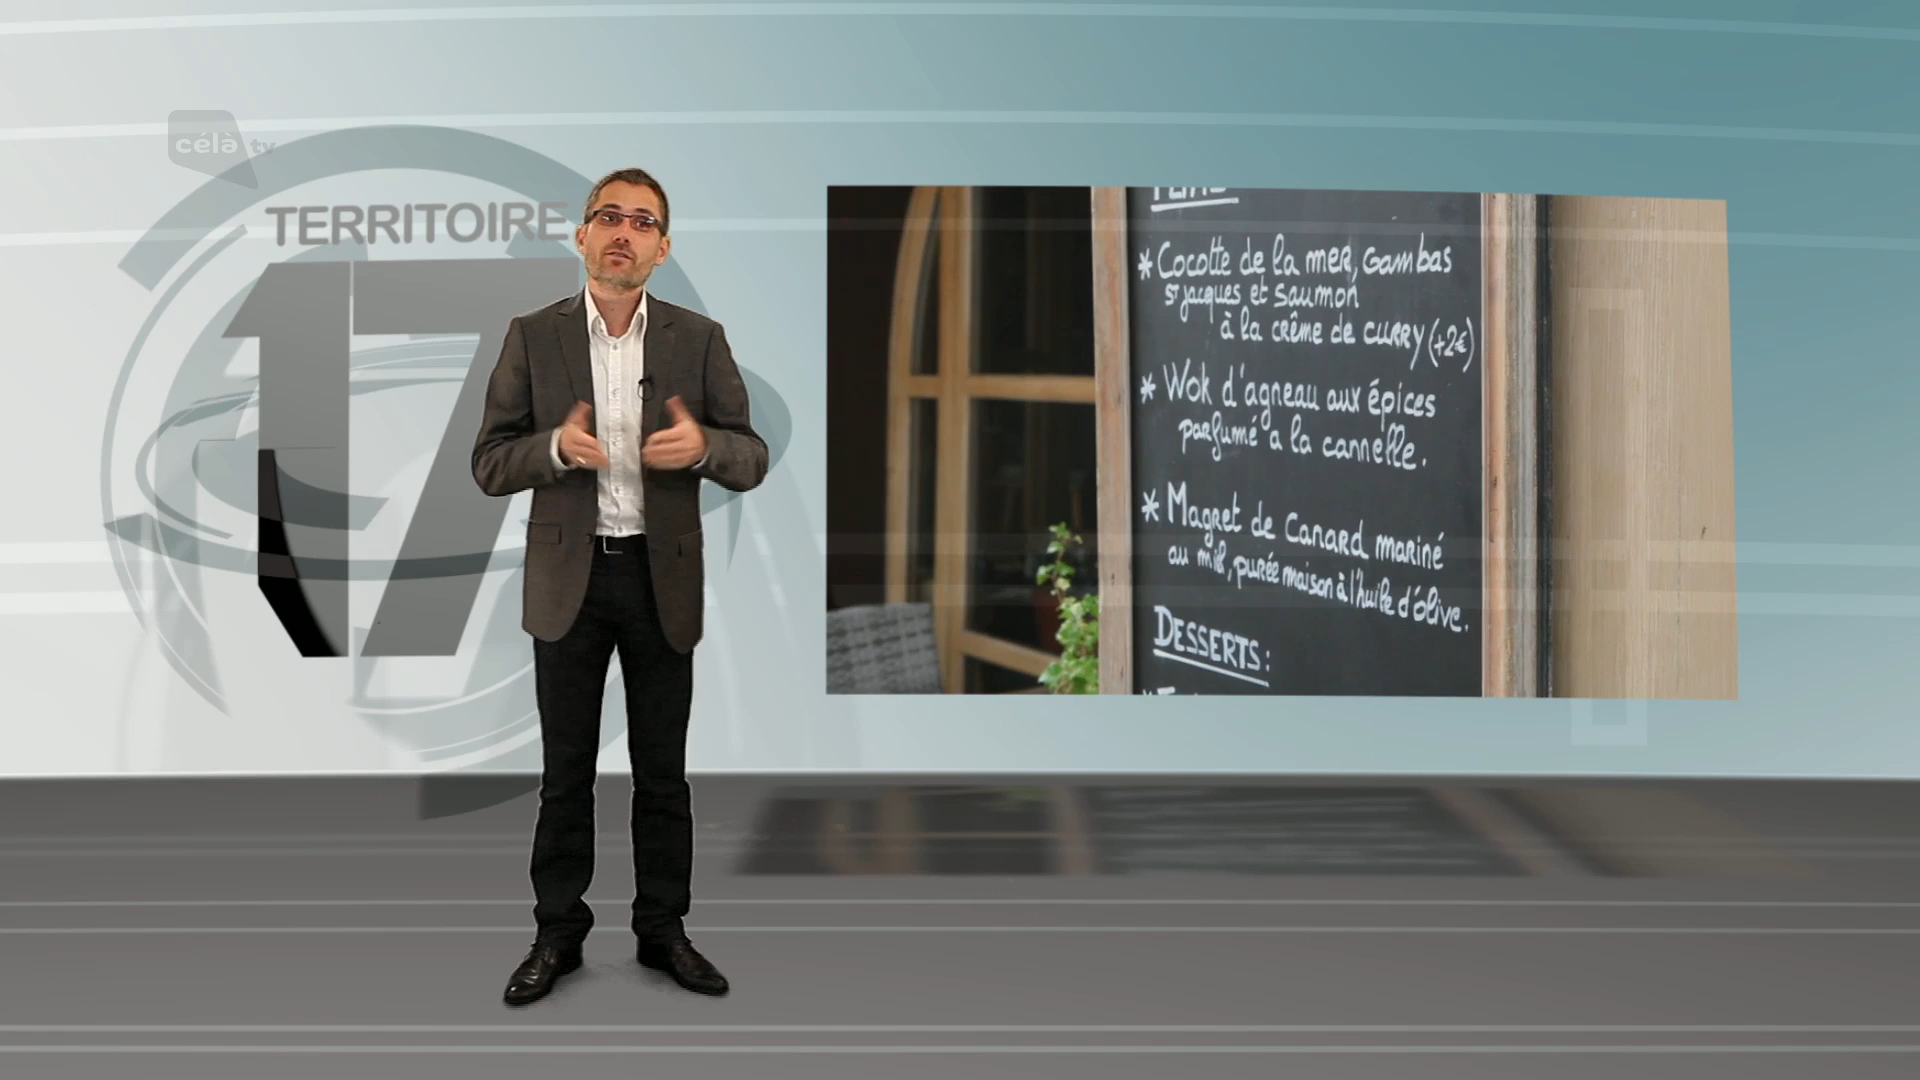 célà tv
TERRITOIRE
17
* Cocotte de la mer, Gambas
St Jacques et Saumon
à la crême de curry (+2€)
* Wok d'agneau aux épices
parfumé a la cannelle.
* Magret de Canard mariné
au miel, purée maison à l'huile d'olive.
DESSERTS: